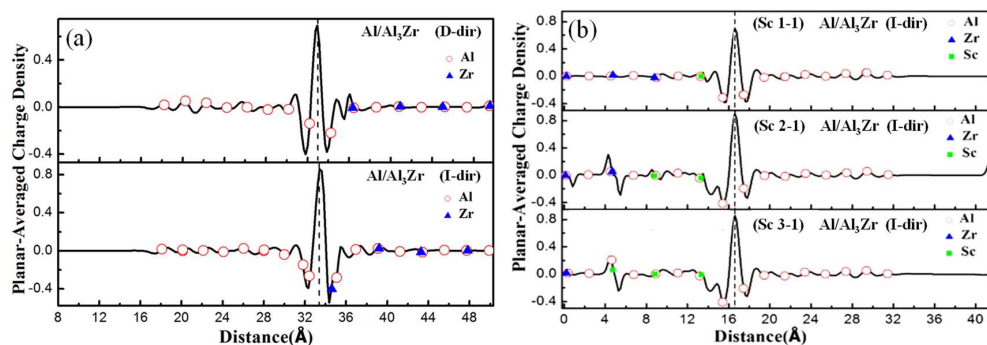 (a)
Al/Al3Zr (D-dir)
Al
Zr
0.4
0.0
-0.4
Al/Al3Zr (I-dir)
Al
Zr
0.8
0.4
0.0
-0.4
Planar-Averaged Charge Density
8 12 16 20 24 28 32 36 40 44 48
Distance(Å)
(b)
(Sc 1-1) Al/Al3Zr (I-dir)
Al
Zr
Sc
0.8
0.4
0.0
-0.4
(Sc 2-1) Al/Al3Zr (I-dir)
Al
Zr
Sc
0.8
0.4
0.0
-0.4
(Sc 3-1) Al/Al3Zr (I-dir)
Al
Zr
Sc
0.8
0.4
0.0
-0.4
Planar-Averaged Charge Density
0 8 16 24 32 40
Distance(Å)